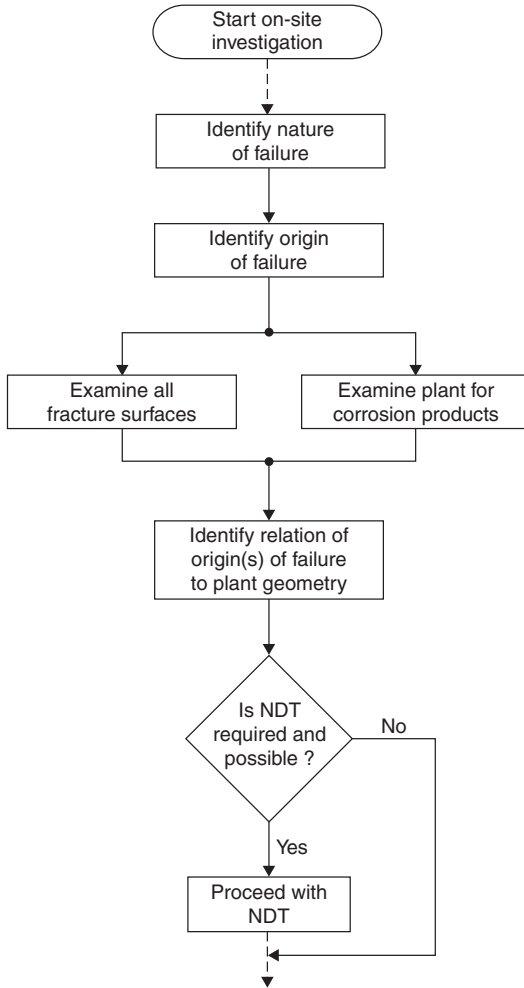 Start on-site
investigation
Identify nature
of failure
Identify origin
of failure
Examine all
fracture surfaces
Examine plant for
corrosion products
Identify relation of
origin(s) of failure
to plant geometry
Is NDT
required and
possible ?
No
Yes
Proceed with
NDT